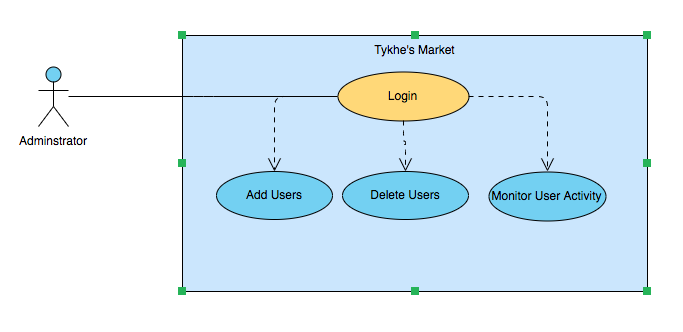 Tykhe's Market
Login
Adminstrator
Add Users
Delete Users
Monitor User Activity